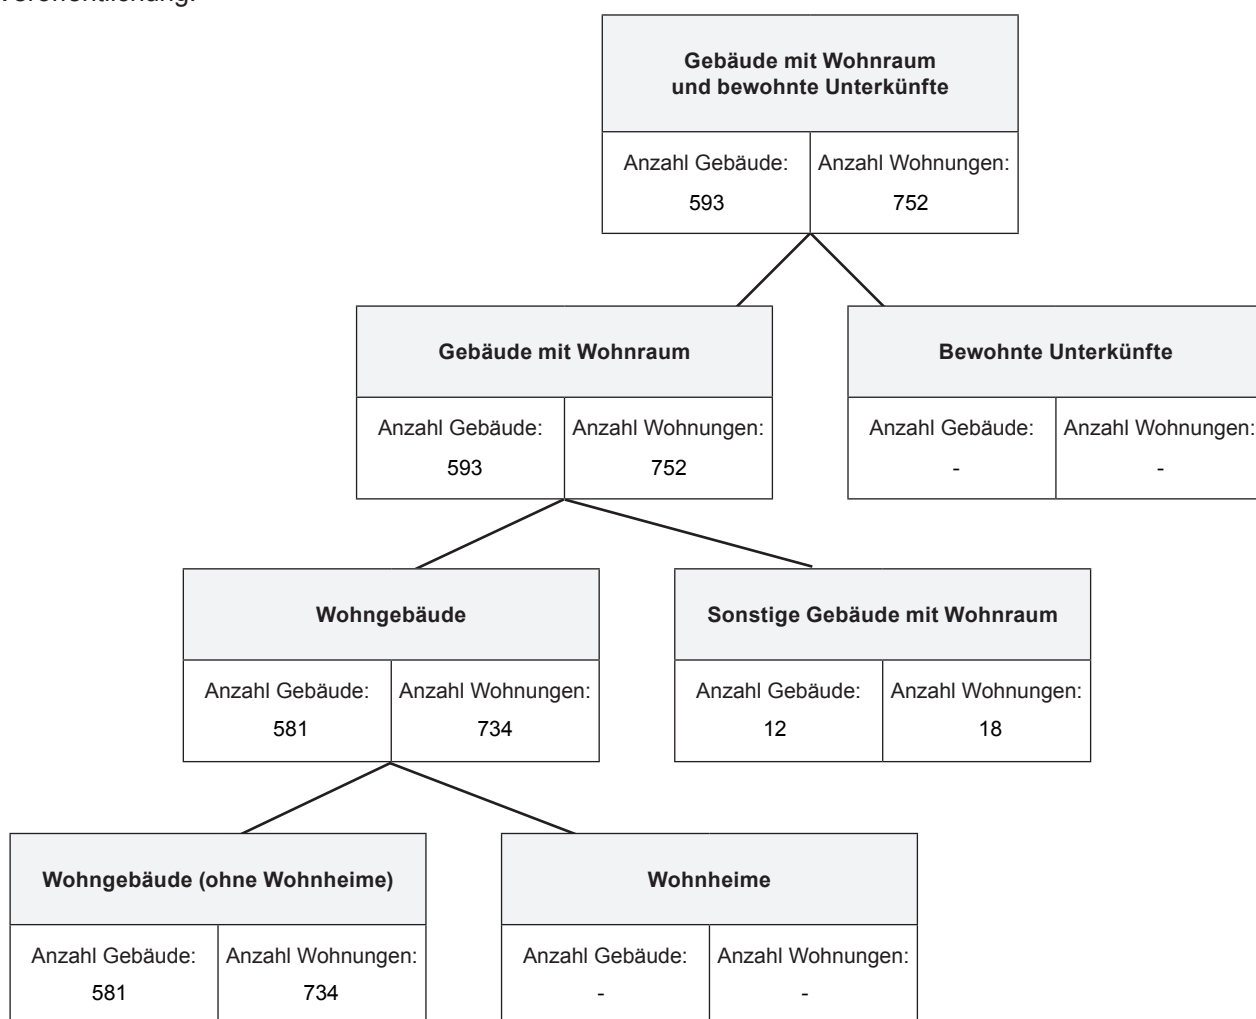 Veröffentlichung.
Gebäude mit Wohnraum
und bewohnte Unterkünfte
Anzahl Gebäude: Anzahl Wohnungen:
593 752
Gebäude mit Wohnraum
Anzahl Gebäude: Anzahl Wohnungen:
593 752
Bewohnte Unterkünfte
Anzahl Gebäude: Anzahl Wohnungen:
- -
Wohngebäude
Anzahl Gebäude: Anzahl Wohnungen:
581 734
Sonstige Gebäude mit Wohnraum
Anzahl Gebäude: Anzahl Wohnungen:
12 18
Wohngebäude (ohne Wohnheime)
Anzahl Gebäude: Anzahl Wohnungen:
581 734
Wohnheime
Anzahl Gebäude: Anzahl Wohnungen:
- -